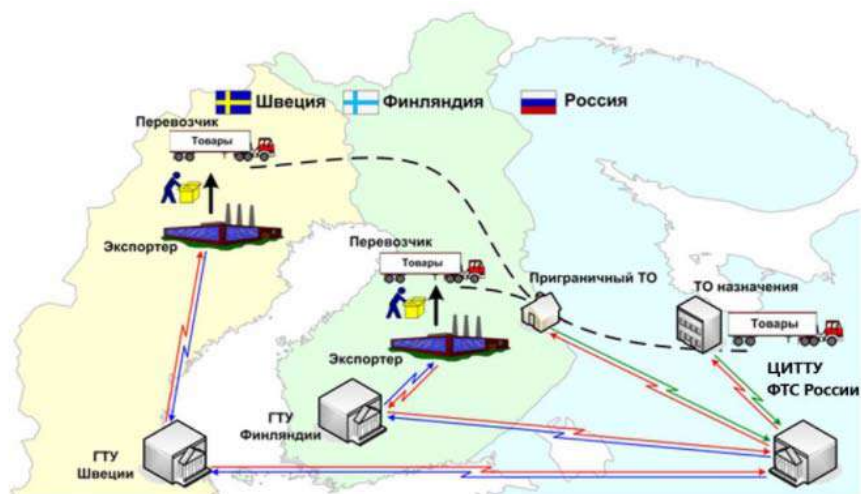 Швеция
Финляндия
Россия
Перевозчик
Товары
Экспортер
Перевозчик
Товары
Приграничный ТО
ТО назначения
Товары
Экспортер
ЦИТТУ
ФТС России
ГТУ
Финляндии
ГТУ
Швеции